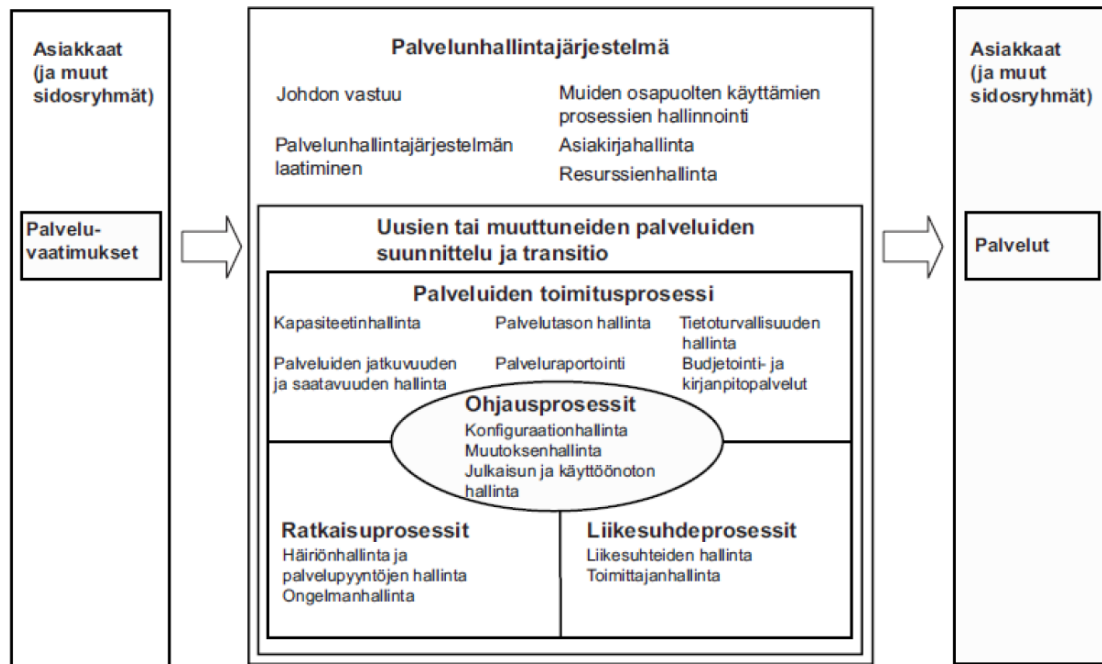 Asiakkaat
(ja muut
sidosryhmät)
Palvelu-
vaatimukset
Palvelunhallintajärjestelmä
Johdon vastuu
Palvelunhallintajärjestelmän
laatiminen
Muiden osapuolten käyttämien
prosessien hallinnointi
Asiakirjahallinta
Resurssienhallinta
Uusien tai muuttuneiden palveluiden
suunnittelu ja transitio
Palveluiden toimitusprosessi
Kapasiteetinhallinta
Palveluiden jatkuvuuden
ja saatavuuden hallinta
Palvelutason hallinta
Palveluraportointi
Tietoturvallisuuden
hallinta
Budjetointi- ja
kirjanpitopalvelut
Ohjausprosessit
Konfiguraationhallinta
Muutoksenhallinta
Julkaisun ja käyttöönoton
hallinta
Ratkaisuprosessit
Häiriönhallinta ja
palvelupyyntöjen hallinta
Ongelmanhallinta
Liikesuhdeprosessit
Liikesuhteiden hallinta
Toimittajanhallinta
Asiakkaat
(ja muut
sidosryhmät)
Palvelut